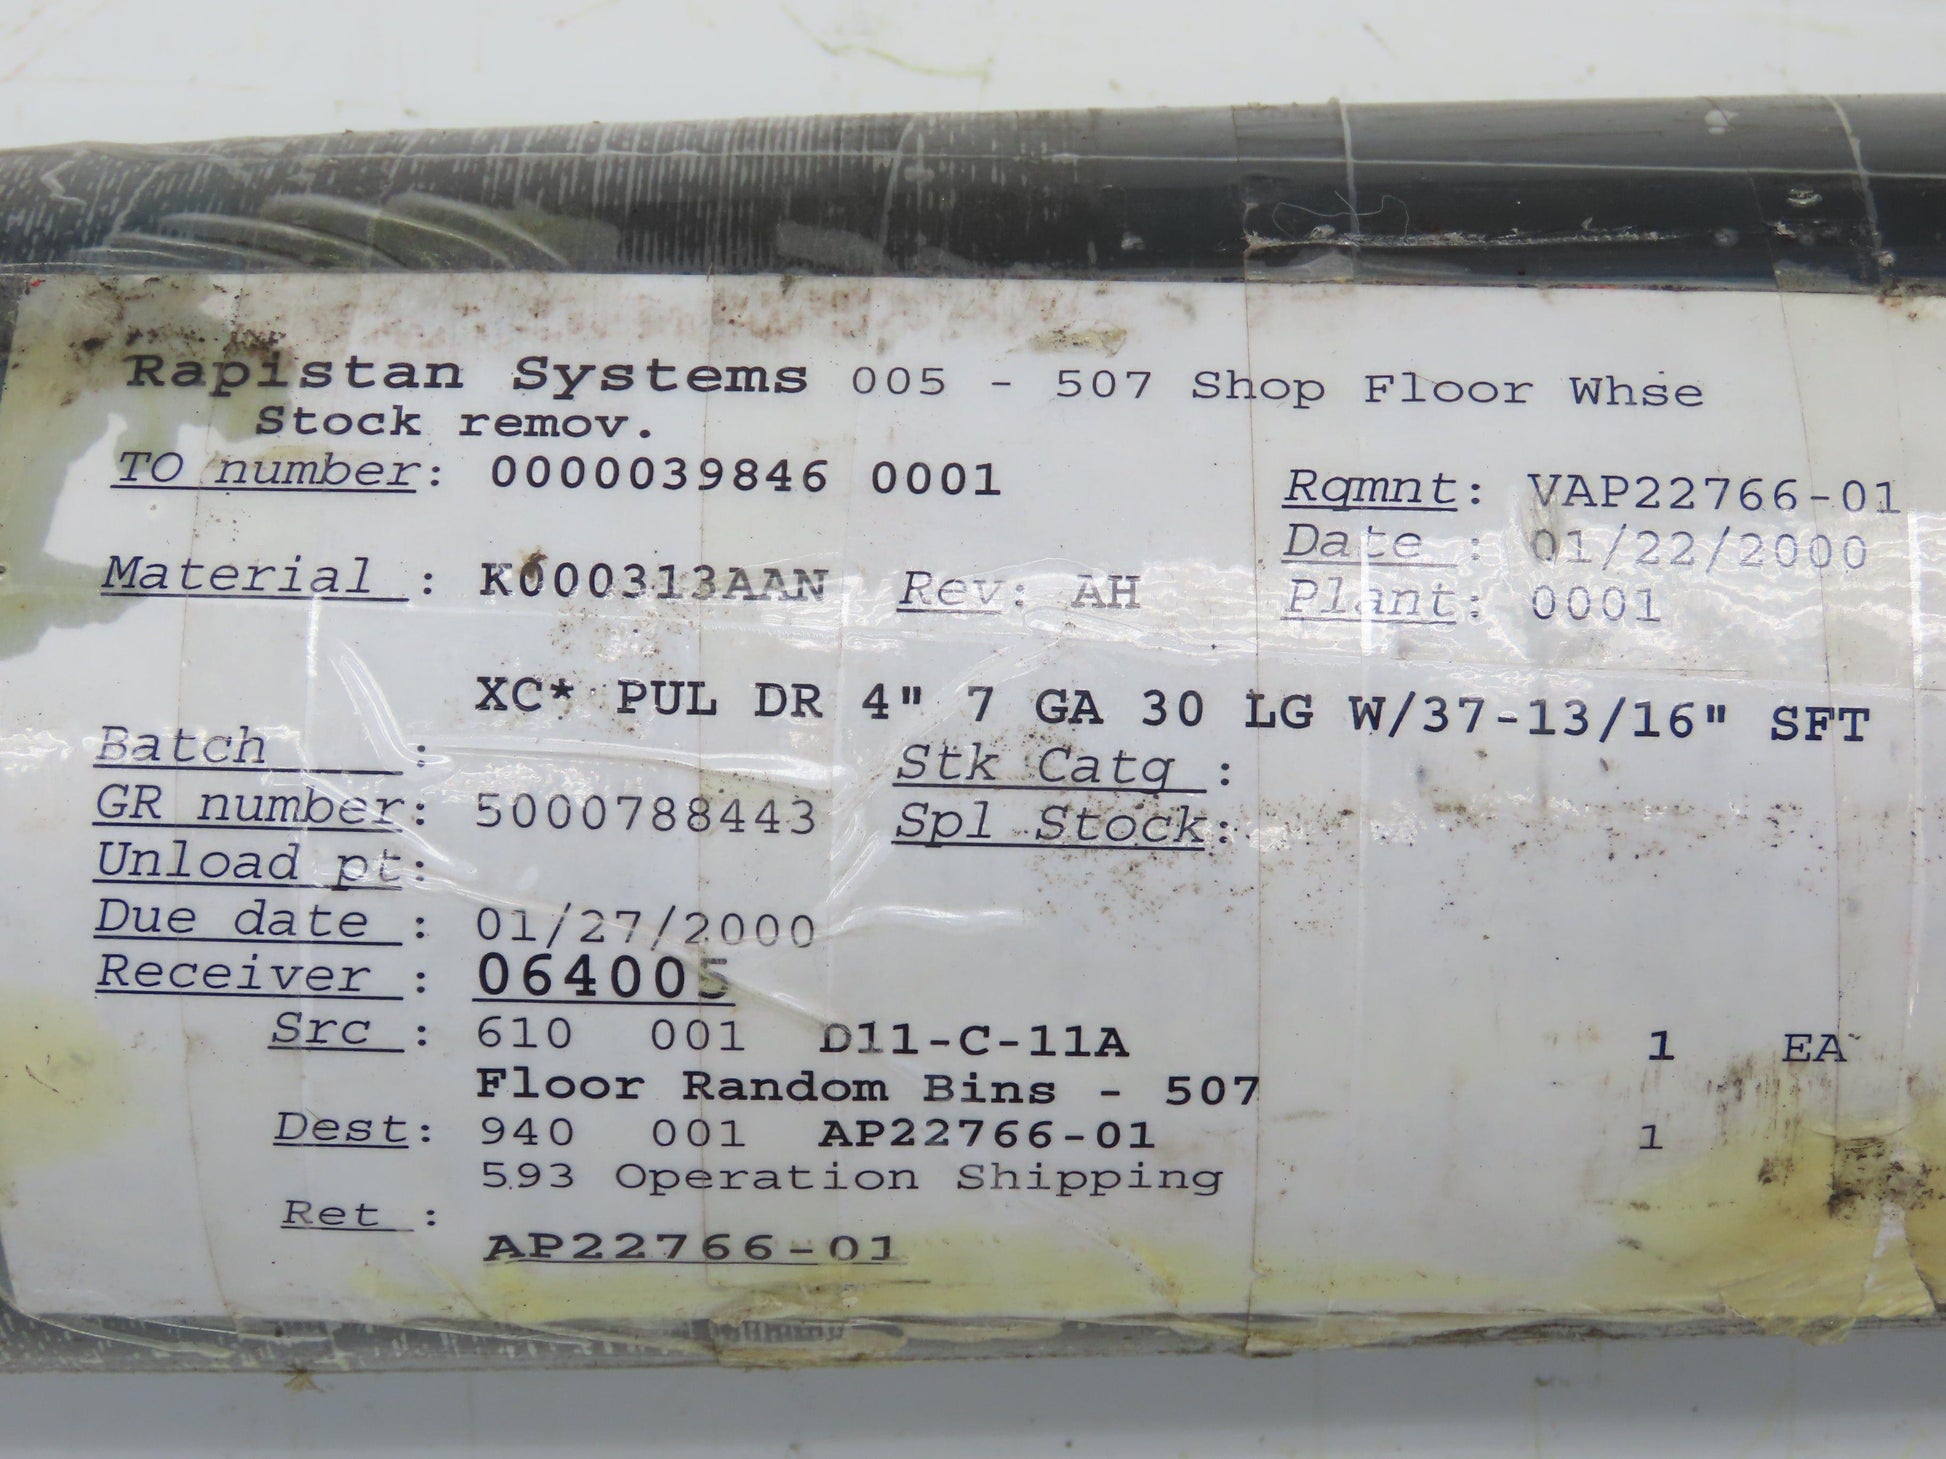 Rapistan Systems 005 - 507 Shop Floor Whse
Stock remov.
TO number: 0000039846 0001
Rqmnt: VAP22766-01
Date : 01/22/2000
Material : K000313AAN Rev: AH
Plant: 0001
XC* PUL DR 4" 7 GA 30 LG W/37-13/16" SFT
Batch :
Stk Catg :
GR number: 5000788443
Spl Stock:
Unload pt:
Due date : 01/27/2000
Receiver : 064005
Src : 610 001 D11-C-11A 1 EA
Floor Random Bins - 507
Dest: 940 001 AP22766-01 1
593 Operation Shipping
Ret :
AP22766-01